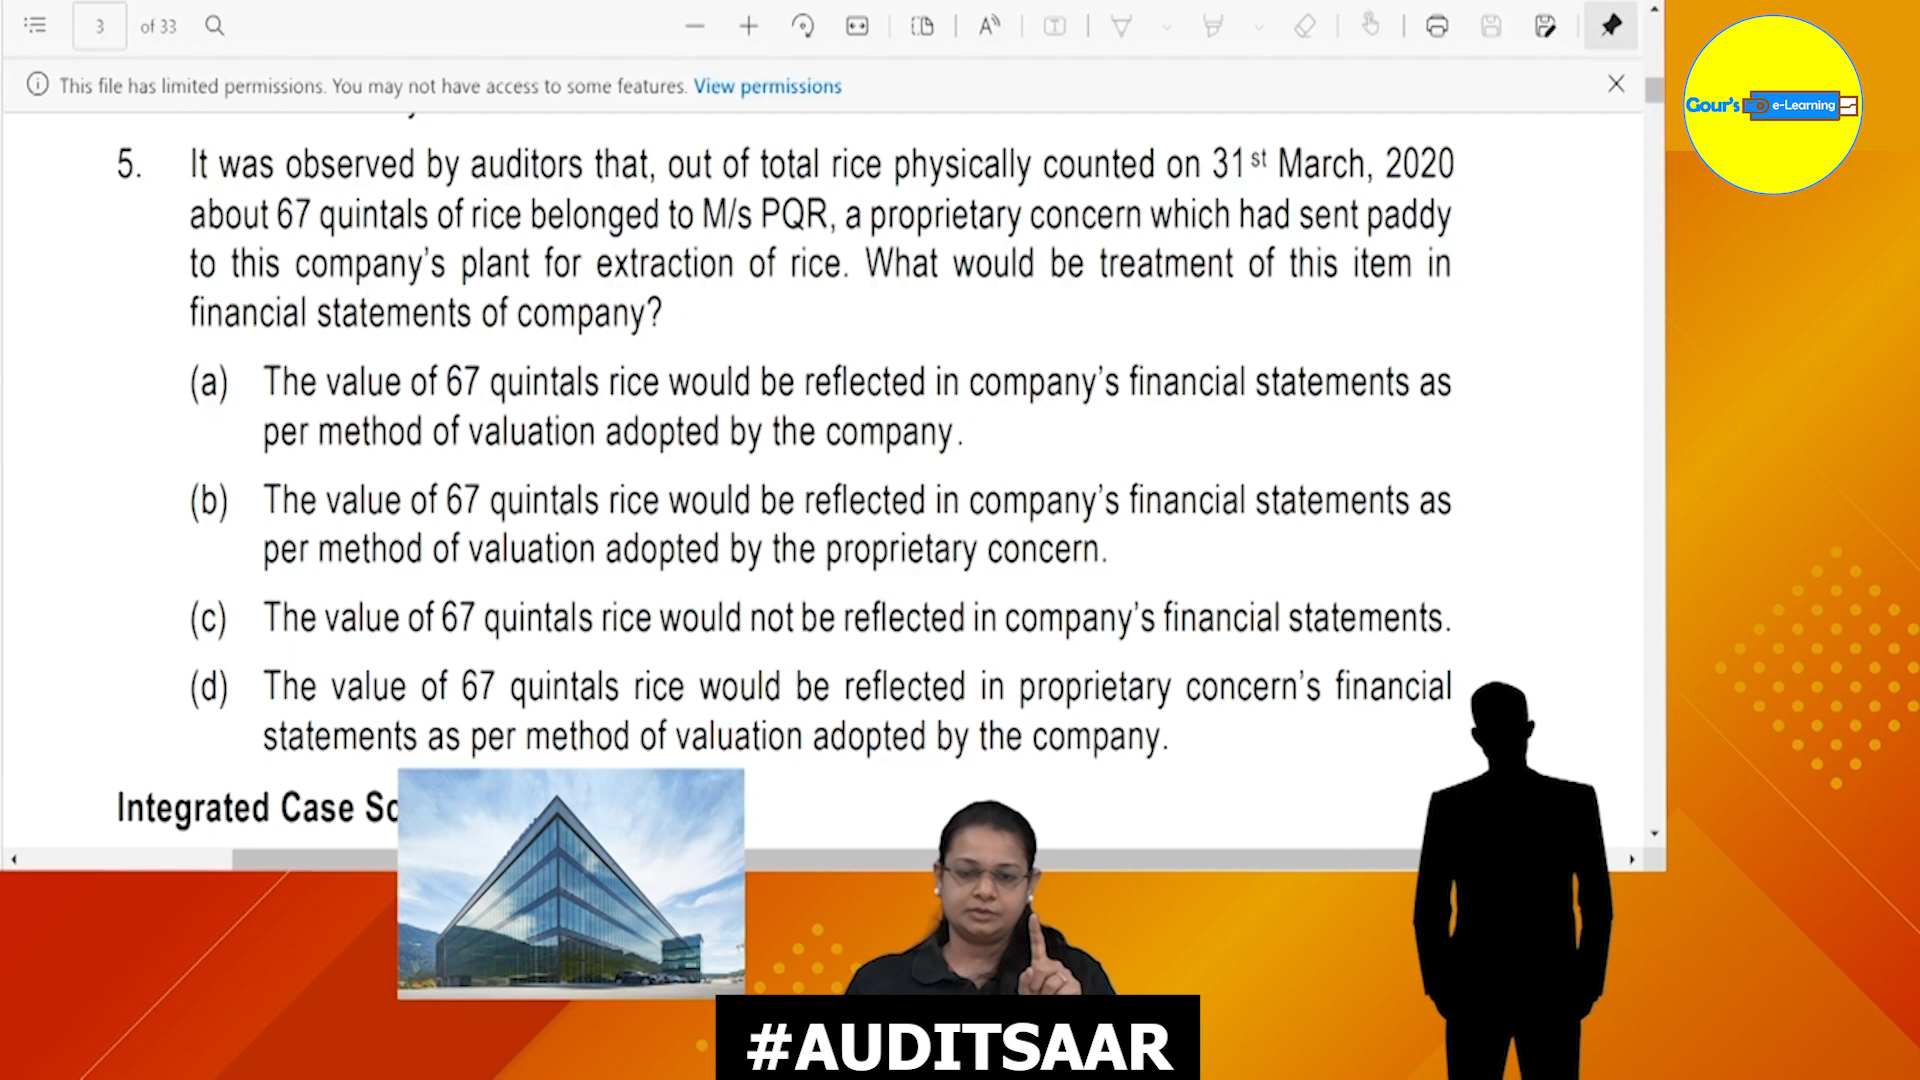 3 of 33
This file has limited permissions. You may not have access to some features. View permissions
Gour's e-Learning
5. It was observed by auditors that, out of total rice physically counted on 31st March, 2020
about 67 quintals of rice belonged to M/s PQR, a proprietary concern which had sent paddy
to this company's plant for extraction of rice. What would be treatment of this item in
financial statements of company?
(a) The value of 67 quintals rice would be reflected in company's financial statements as
per method of valuation adopted by the company.
(b) The value of 67 quintals rice would be reflected in company's financial statements as
per method of valuation adopted by the proprietary concern.
(c) The value of 67 quintals rice would not be reflected in company's financial statements.
(d) The value of 67 quintals rice would be reflected in proprietary concern's financial
statements as per method of valuation adopted by the company.
Integrated Case
#AUDITSAAR